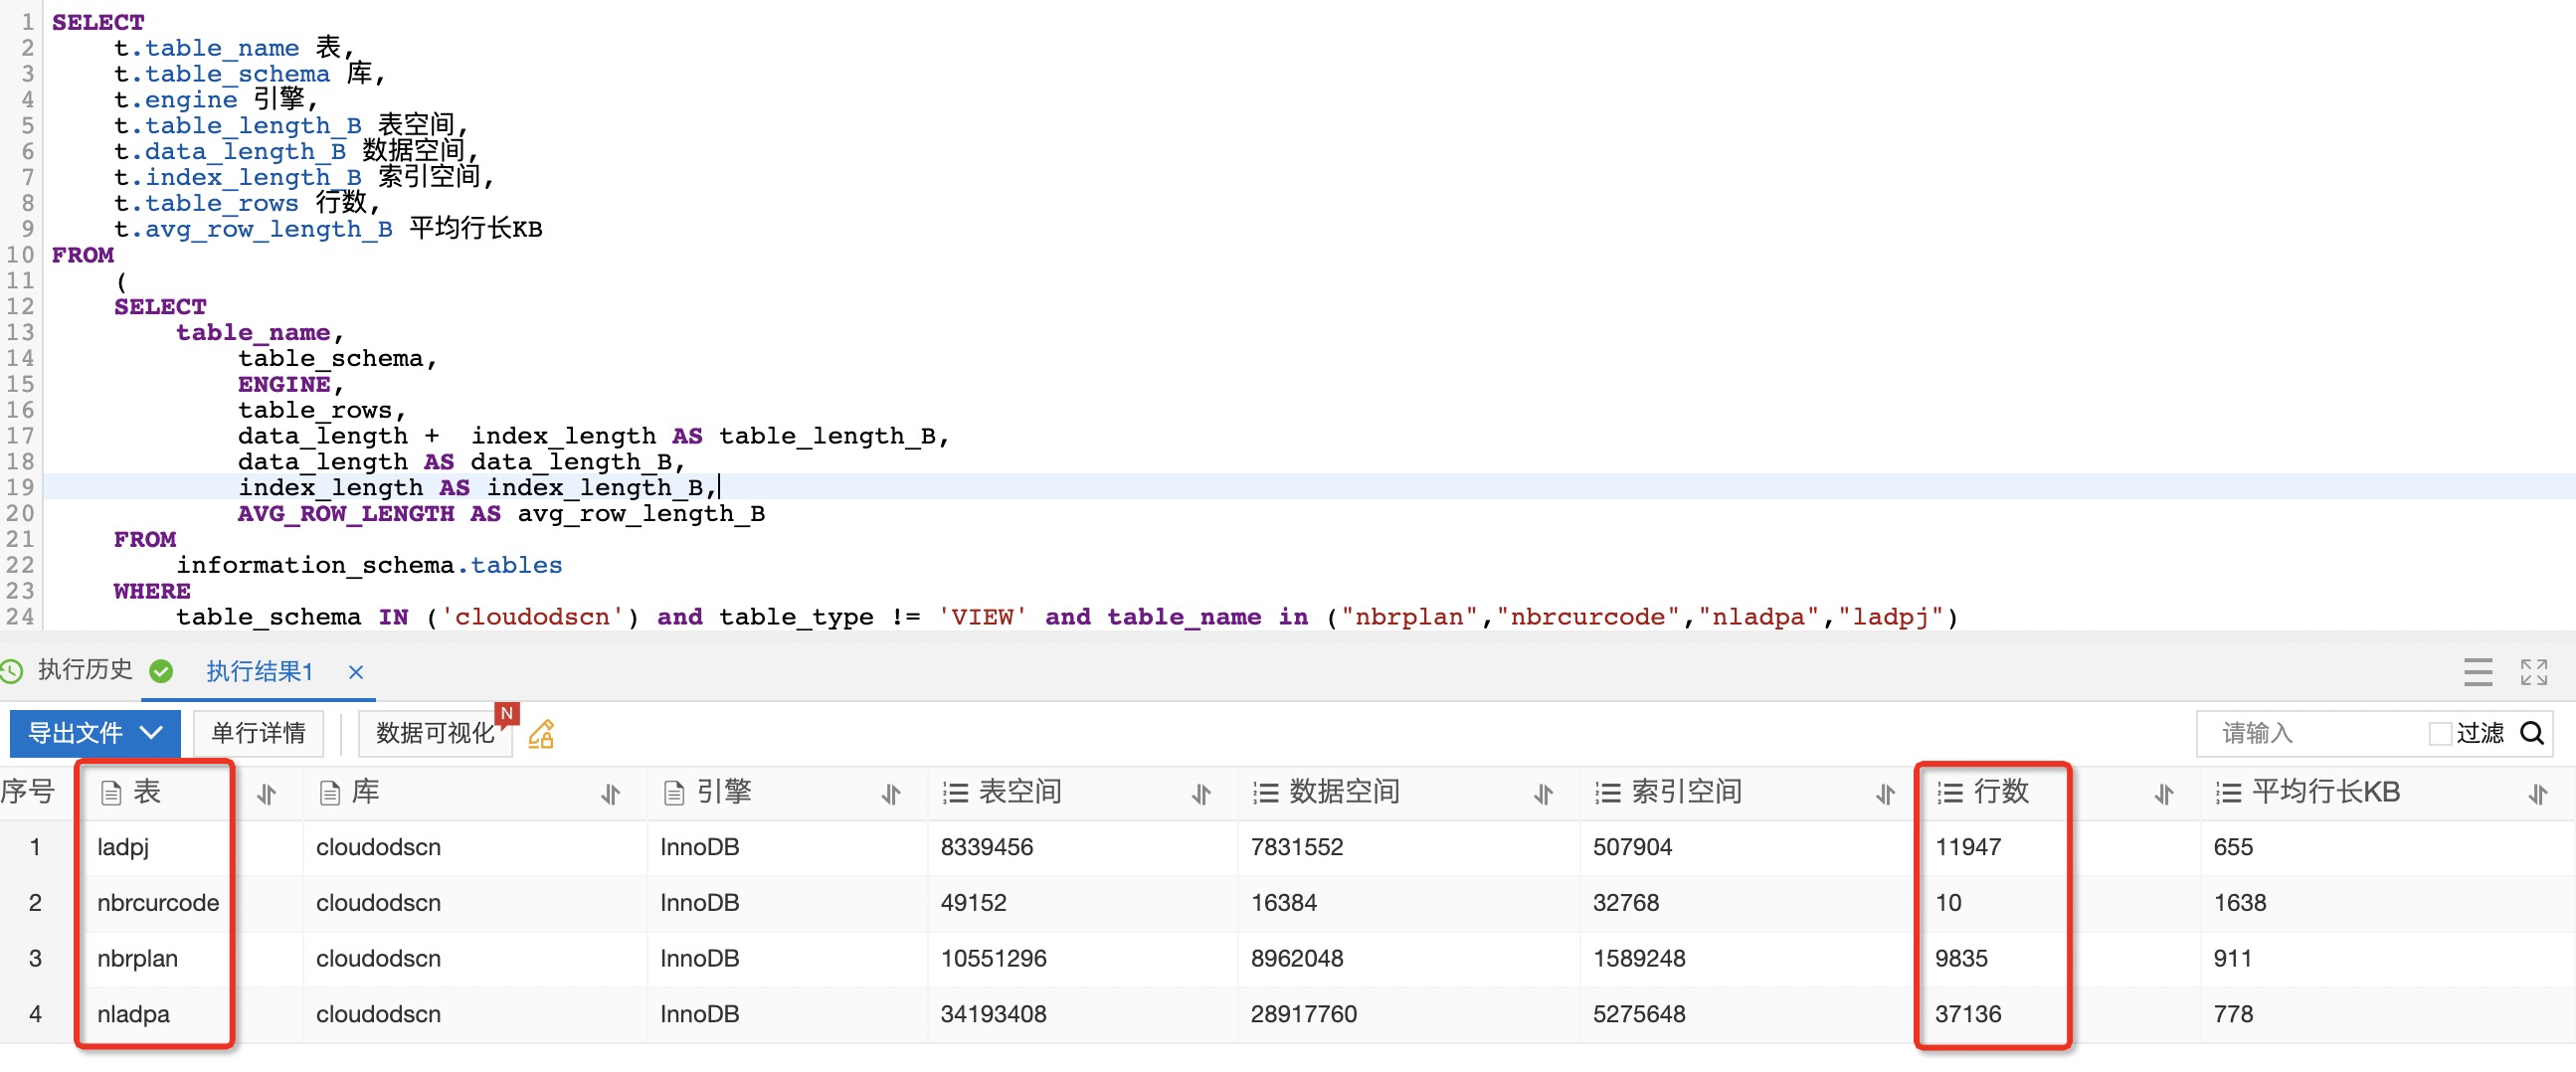 1 SELECT
2 t.table_name 表,
3 t.table_schema 库,
4 t.engine 引擎,
5 t.table_length_B 表空间,
6 t.data_length_B 数据空间,
7 t.index_length_B 索引空间,
8 t.table_rows 行数,
9 t.avg_row_length_B 平均行长KB
10 FROM
11 (
12 SELECT
13 table_name,
14 table_schema,
15 ENGINE,
16 table_rows,
17 data_length + index_length AS table_length_B,
18 data_length AS data_length_B,
19 index_length AS index_length_B,
20 AVG_ROW_LENGTH AS avg_row_length_B
21 FROM
22 information_schema.tables
23 WHERE
24 table_schema IN ('cloudodscn') and table_type != 'VIEW' and table_name in ("nbrplan","nbrcurcode","nladpa","ladpj")
执行历史 执行结果1 ×
导出文件 单行详情 数据可视化 N 请输入 过滤
序号 表 库 引擎 表空间 数据空间 索引空间 行数 平均行长KB
1 ladpj cloudodscn InnoDB 8339456 7831552 507904 11947 655
2 nbrcurcode cloudodscn InnoDB 49152 16384 32768 10 1638
3 nbrplan cloudodscn InnoDB 10551296 8962048 1589248 9835 911
4 nladpa cloudodscn InnoDB 34193408 28917760 5275648 37136 778